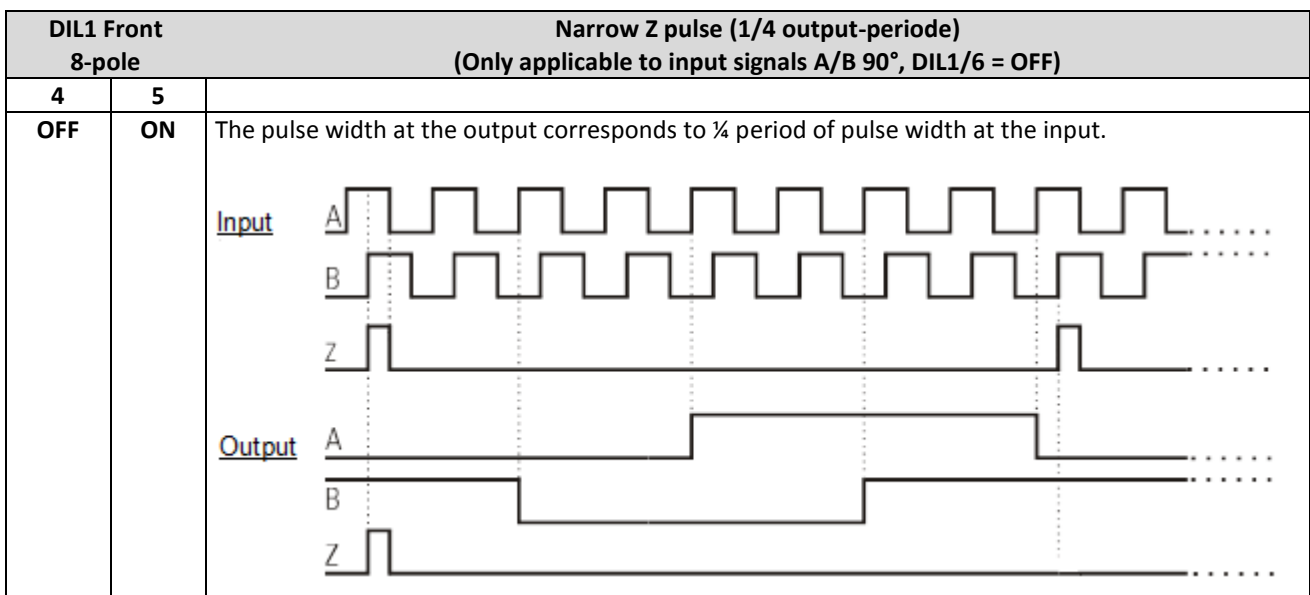 DIL1 Front
8-pole
Narrow Z pulse (1/4 output-periode)
(Only applicable to input signals A/B 90°, DIL1/6 = OFF)
4 5
OFF ON The pulse width at the output corresponds to ¼ period of pulse width at the input.
Input A
B
Z
Output A
B
Z